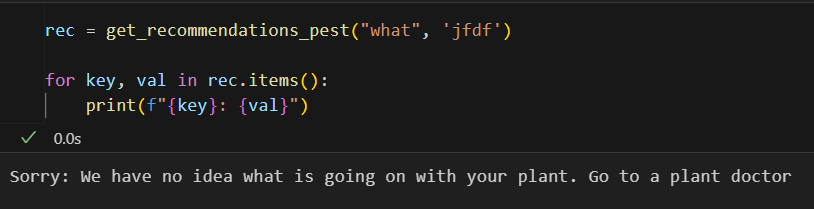 rec = get_recommendations_pest("what", 'jfdf')
for key, val in rec.items():
    print(f"{key}: {val}")
✓ 0.0s
Sorry: We have no idea what is going on with your plant. Go to a plant doctor